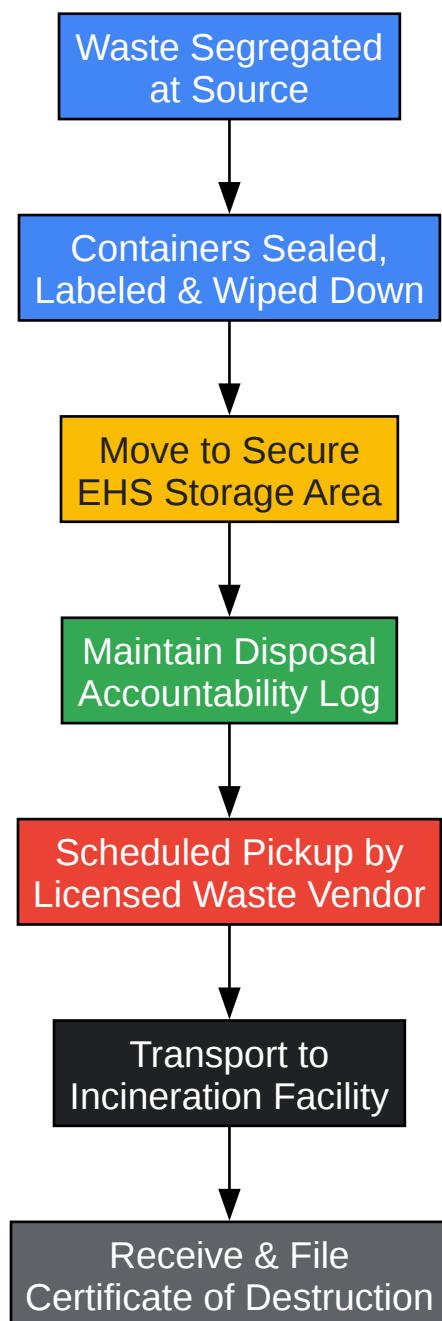 Waste Segregated
at Source
Containers Sealed,
Labeled & Wiped Down
Move to Secure
EHS Storage Area
Maintain Disposal
Accountability Log
Scheduled Pickup by
Licensed Waste Vendor
Transport to
Incineration Facility
Receive & File
Certificate of Destruction